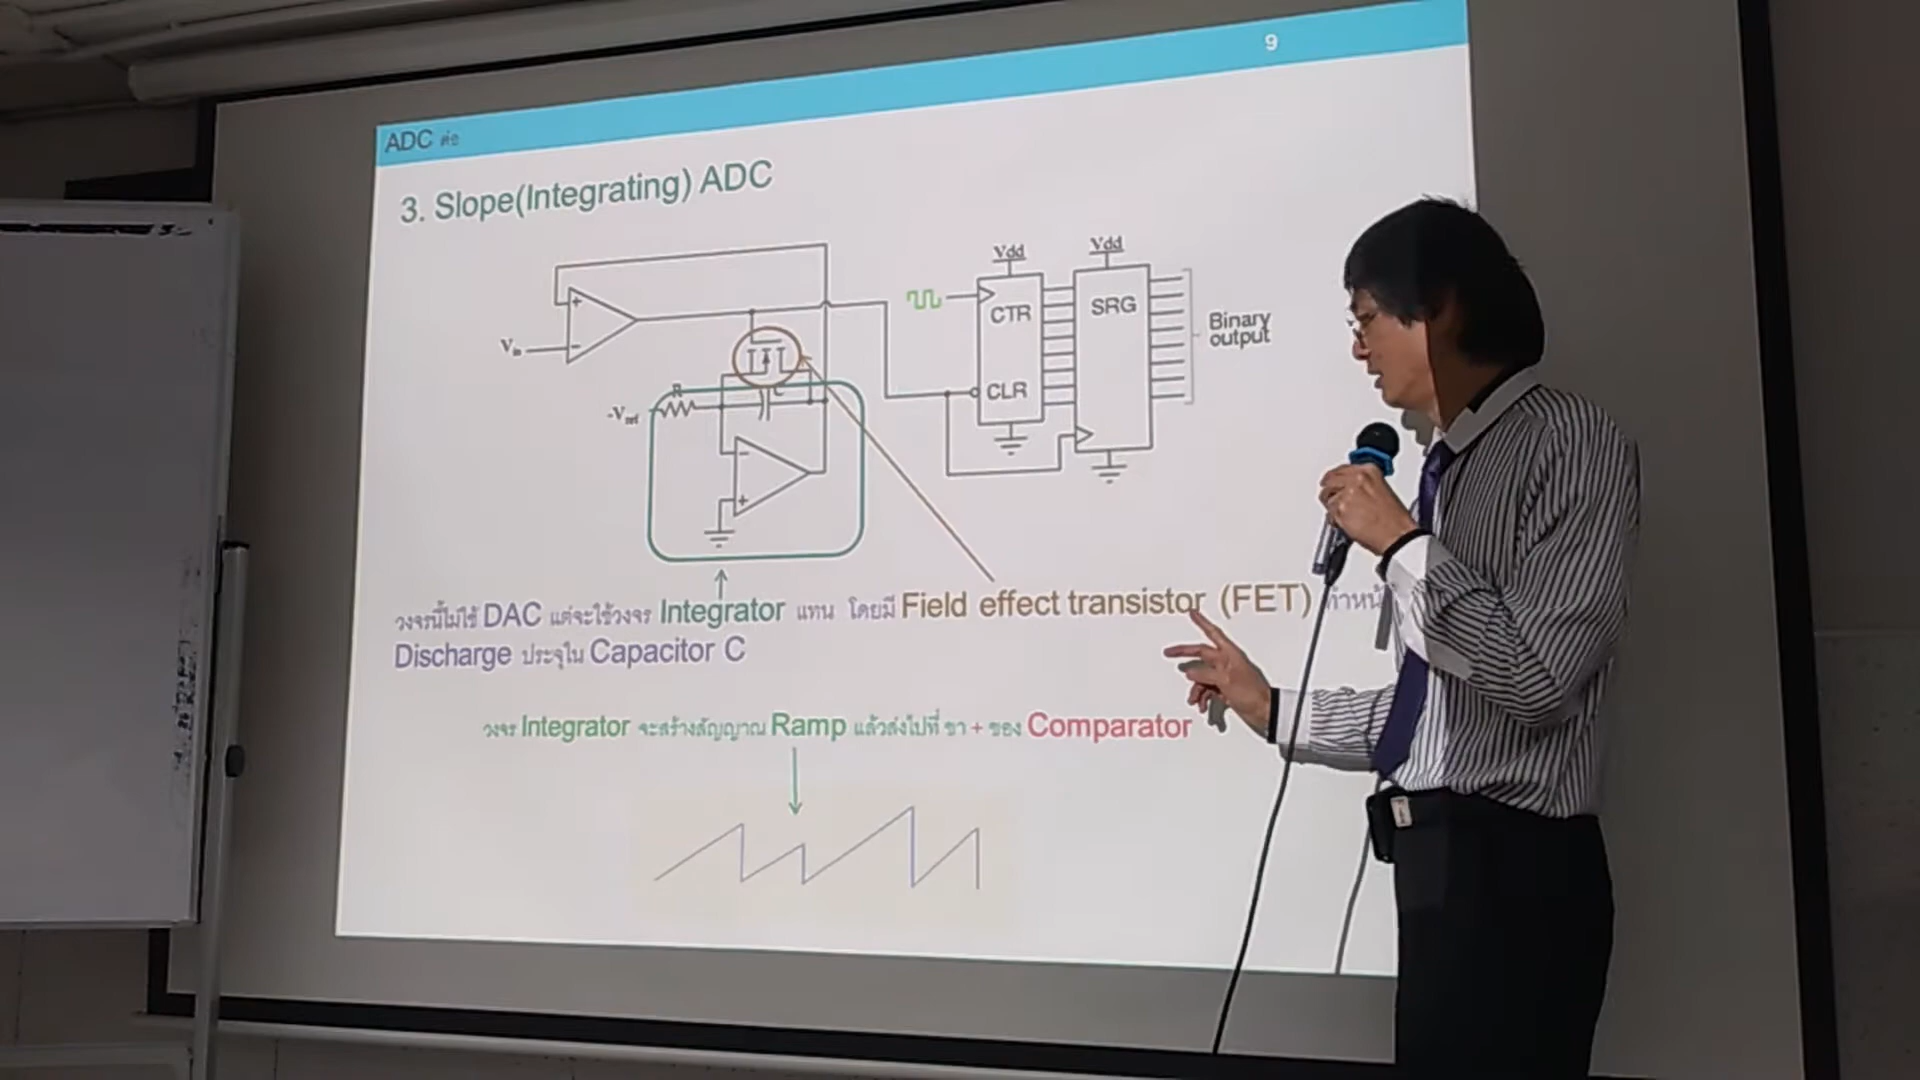 9
ADC ต่อ
3. Slope(Integrating) ADC
Vdd
Vdd
+
CTR
SRG
Binary
output
Vin
-
R
C
CLR
-Vref
-
+
วงจรนี้ไม่ใช้ DAC แต่จะใช้วงจร Integrator แทน โดยมี Field effect transistor (FET) ทำหน้
Discharge ประจุใน Capacitor C
วงจร Integrator จะสร้างสัญญาณ Ramp แล้วส่งไปที่ ขา + ของ Comparator